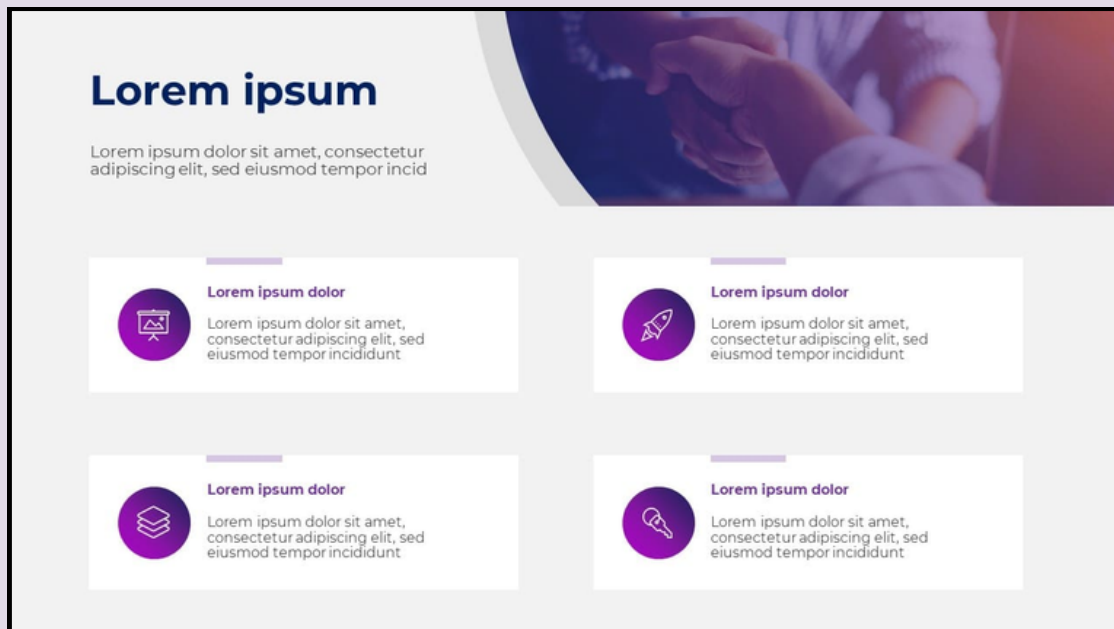 Lorem ipsum
Lorem ipsum dolor sit amet, consectetur
adipiscing elit, sed eiusmod tempor incid
Lorem ipsum dolor
Lorem ipsum dolor sit amet,
consectetur adipiscing elit, sed
eiusmod tempor incididunt
Lorem ipsum dolor
Lorem ipsum dolor sit amet,
consectetur adipiscing elit, sed
eiusmod tempor incididunt
Lorem ipsum dolor
Lorem ipsum dolor sit amet,
consectetur adipiscing elit, sed
eiusmod tempor incididunt
Lorem ipsum dolor
Lorem ipsum dolor sit amet,
consectetur adipiscing elit, sed
eiusmod tempor incididunt